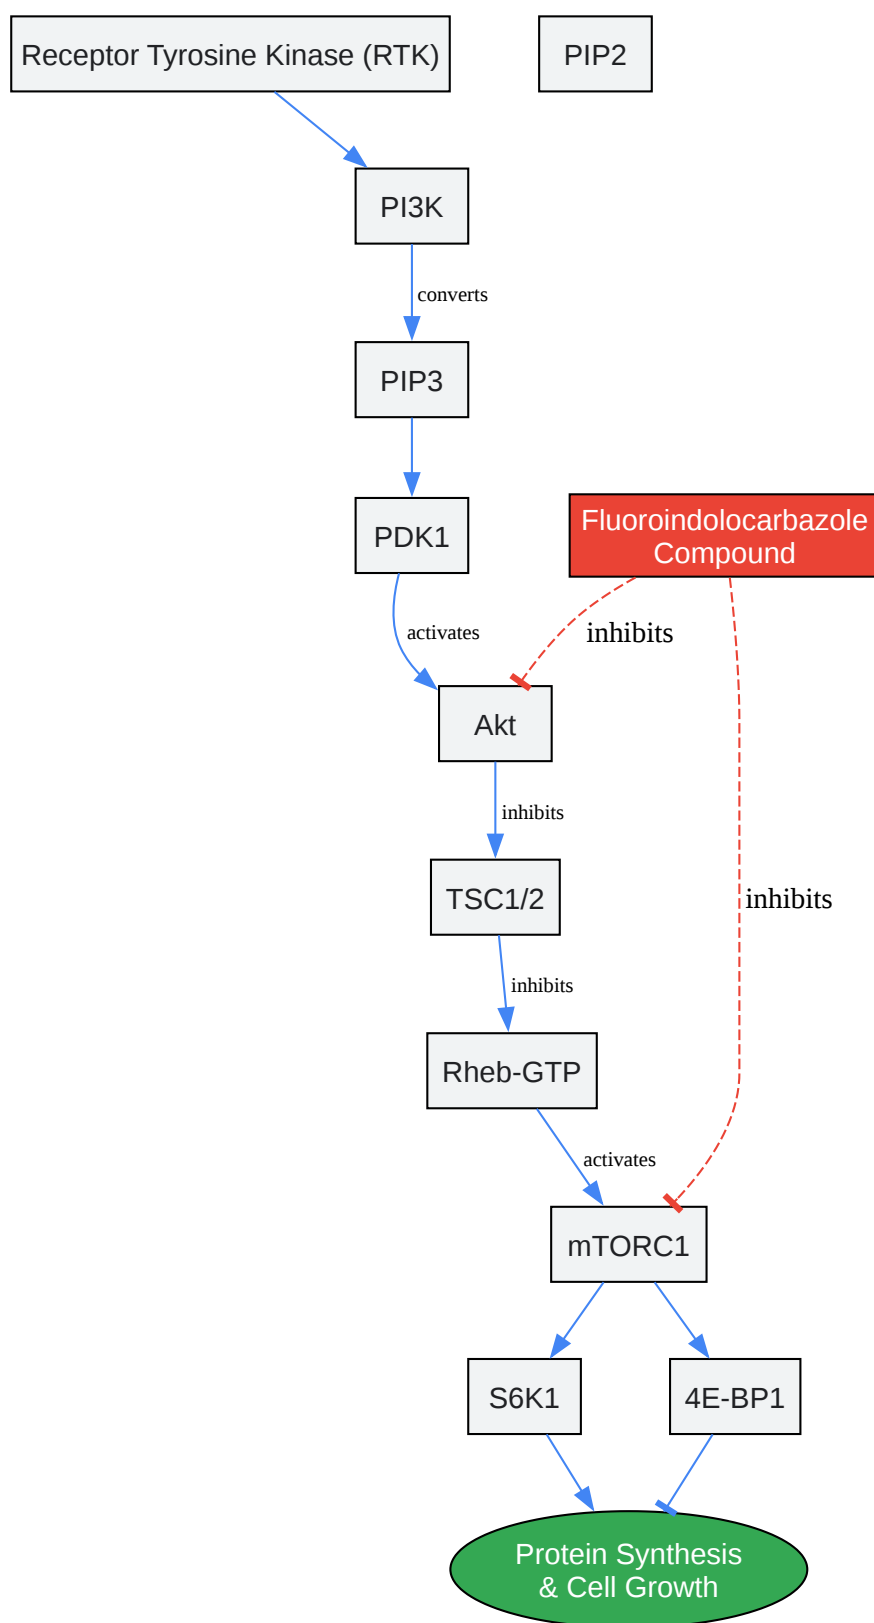 Receptor Tyrosine Kinase (RTK)
PIP2
PI3K
converts
PIP3
PDK1
Fluoroindolocarbazole
Compound
activates
inhibits
Akt
inhibits
TSC1/2
inhibits
inhibits
Rheb-GTP
activates
mTORC1
S6K1
4E-BP1
Protein Synthesis
& Cell Growth